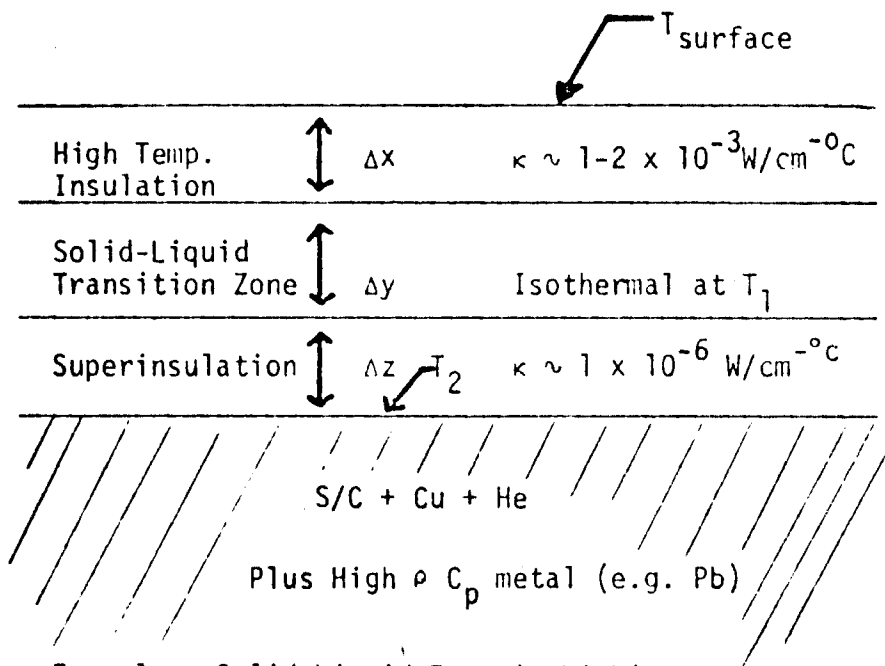 T surface
High Temp. Insulation Δx κ ~ 1-2 x 10⁻³W/cm-°C
Solid-Liquid
Transition Zone Δy Isothermal at T₁
Superinsulation Δz T₂ κ ~ 1 x 10⁻⁶ W/cm-°c
S/C + Cu + He
Plus High ρ Cₚ metal (e.g. Pb)